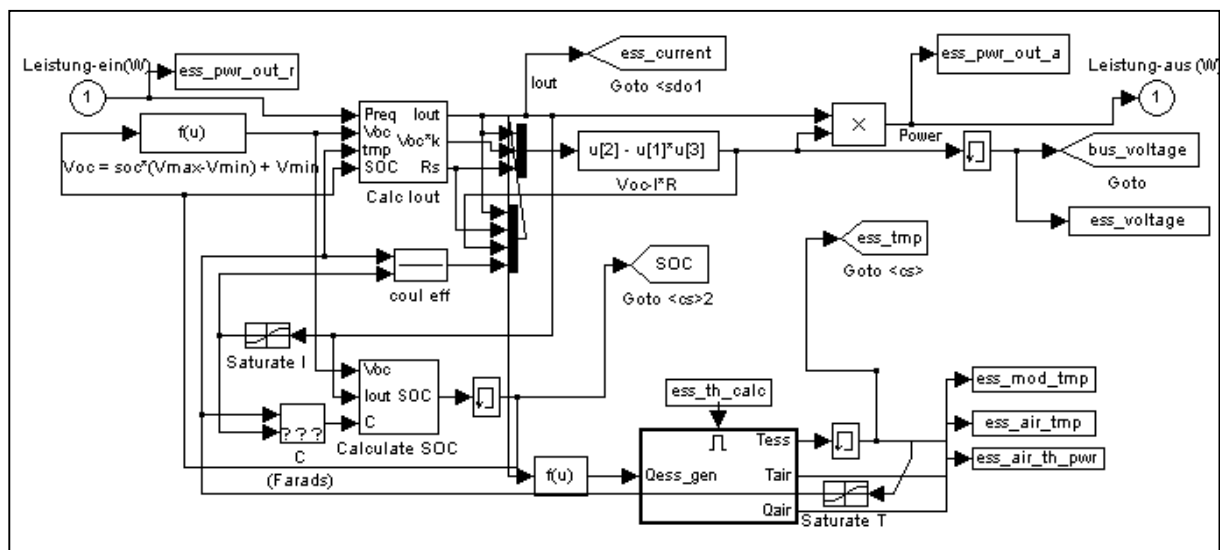 Leistung-ein(W)
1
ess_pwr_out_r
f(u)
Voc = soc*(Vmax-Vmin) + Vmin
Preq
Voc
tmp
SOC
Iout
Voc*k
Rs
Calc Iout
Iout
ess_current
Goto <sdo1
u[2] - u[1]*u[3]
Voc-I*R
×
Power
ess_pwr_out_a
Leistung-aus (W)
1
bus_voltage
Goto
ess_voltage
coul eff
SOC
Goto <cs>2
ess_tmp
Goto <cs>
Saturate I
Voc
Iout
C
SOC
Calculate SOC
? ? ?
C
(Farads)
f(u)
ess_th_calc
Qess_gen
Tess
Tair
Qair
Saturate T
ess_mod_tmp
ess_air_tmp
ess_air_th_pwr